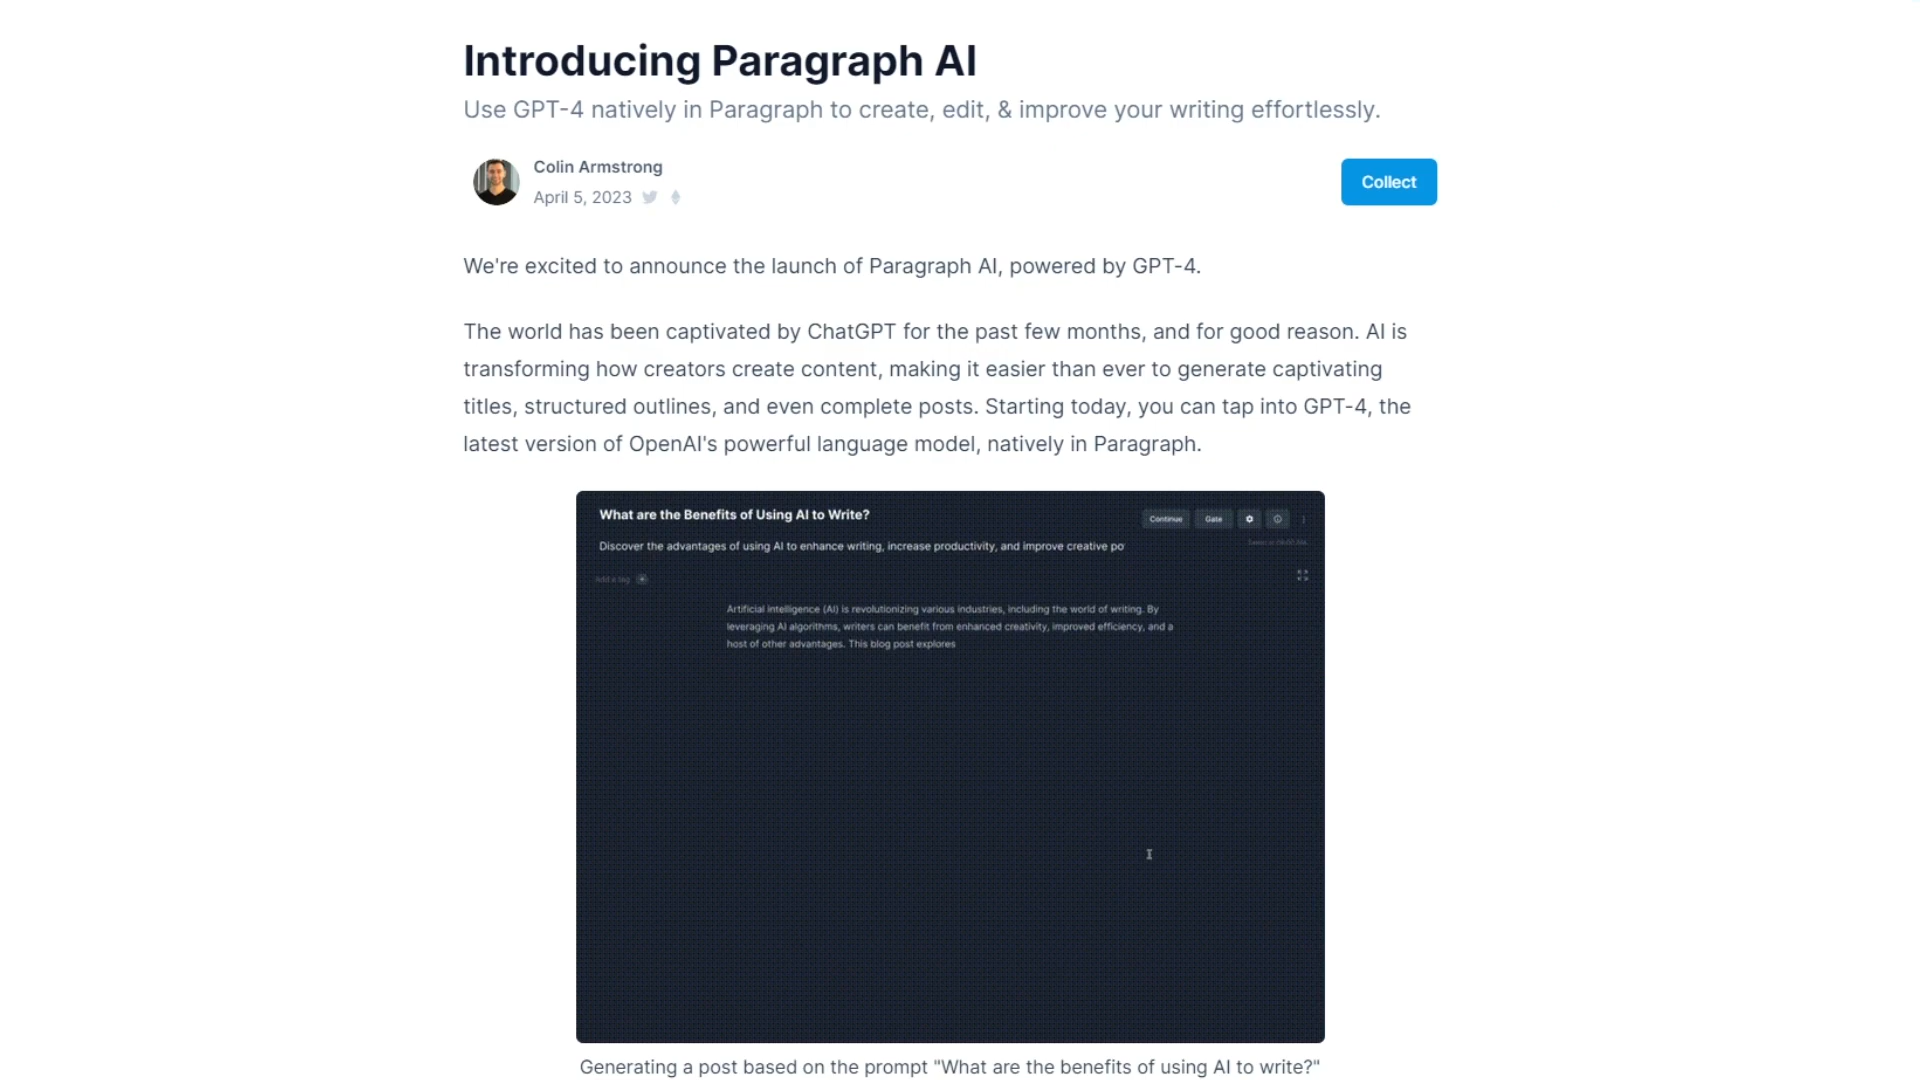 Introducing Paragraph AI
Use GPT-4 natively in Paragraph to create, edit, & improve your writing effortlessly.
Colin Armstrong
April 5, 2023
Collect
We're excited to announce the launch of Paragraph AI, powered by GPT-4.
The world has been captivated by ChatGPT for the past few months, and for good reason. AI is
transforming how creators create content, making it easier than ever to generate captivating
titles, structured outlines, and even complete posts. Starting today, you can tap into GPT-4, the
latest version of OpenAI's powerful language model, natively in Paragraph.
What are the Benefits of Using AI to Write?
Continue
Gate
Discover the advantages of using AI to enhance writing, increase productivity, and improve creative po
Add a tag
Artificial intelligence (AI) is revolutionizing various industries, including the world of writing. By
leveraging AI algorithms, writers can benefit from enhanced creativity, improved efficiency, and a
host of other advantages. This blog post explores
Generating a post based on the prompt "What are the benefits of using AI to write?"